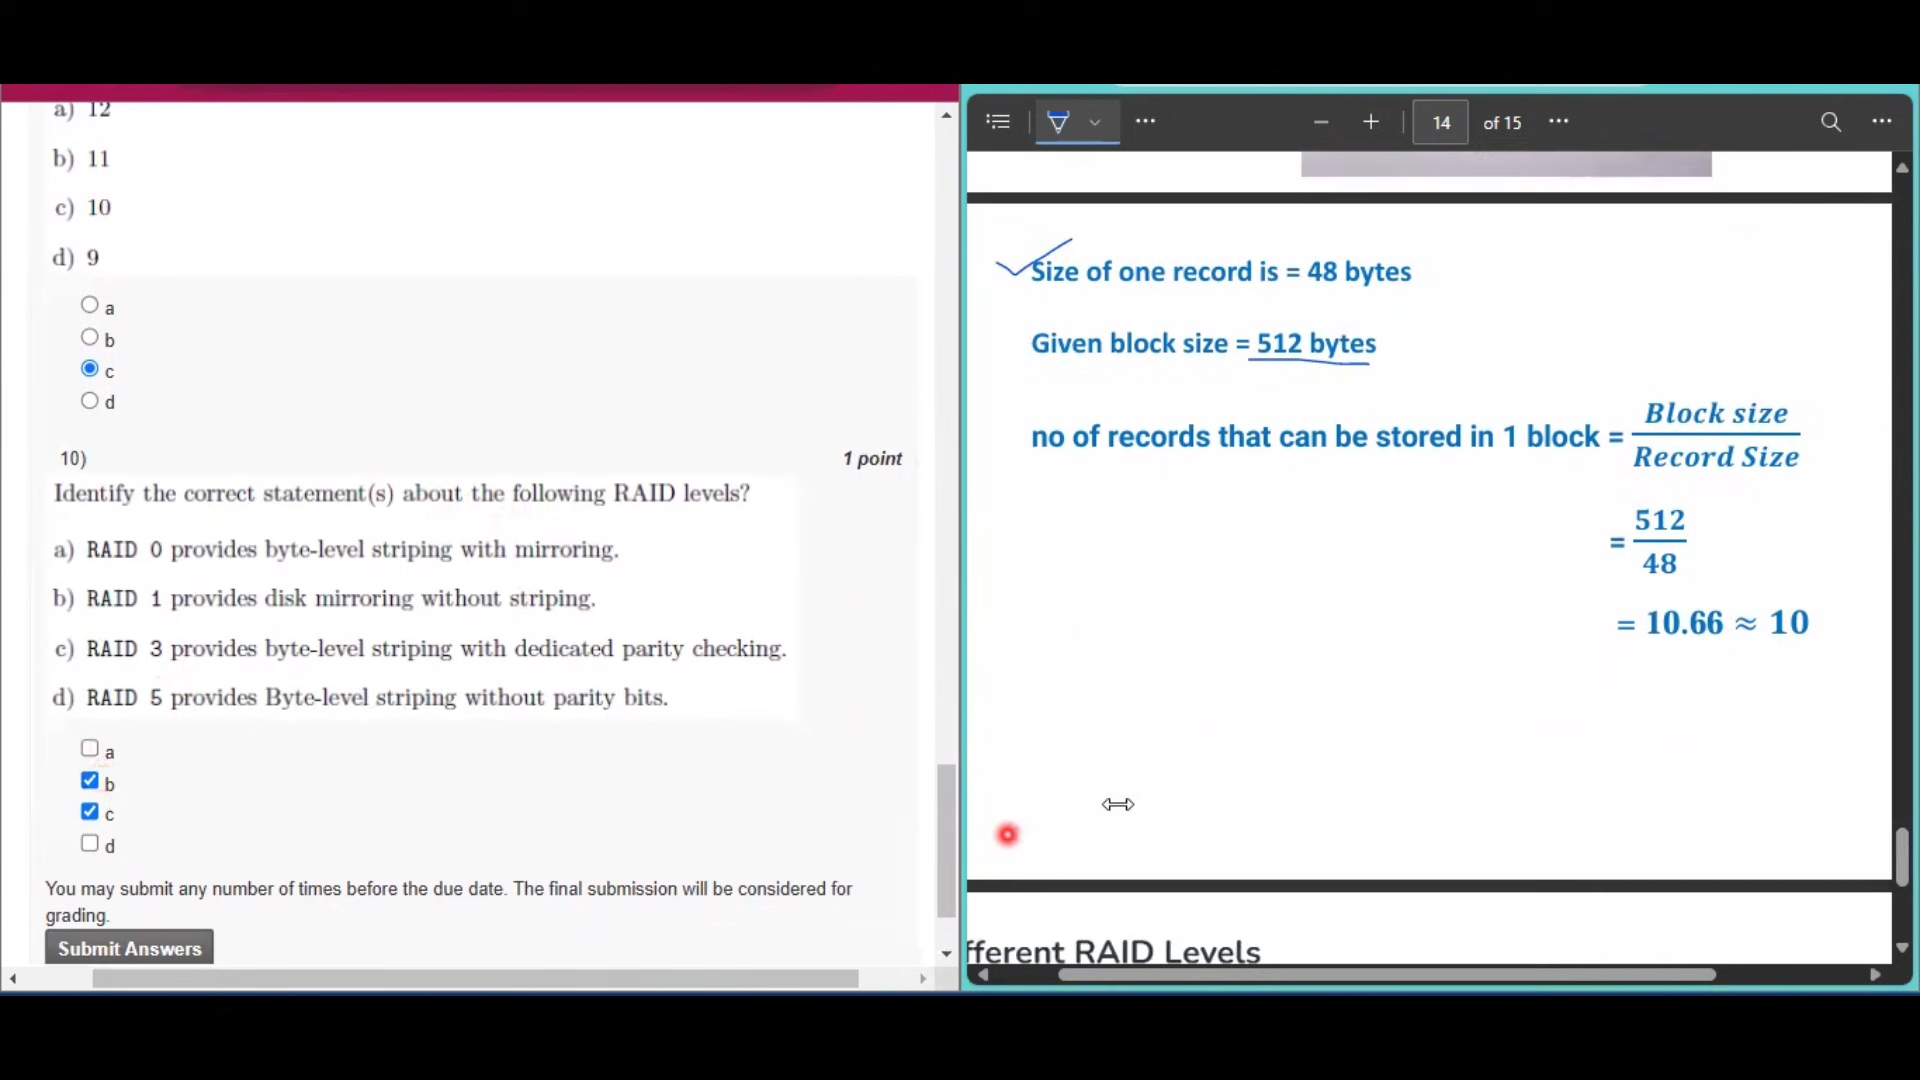 a) 12
b) 11
c) 10
d) 9
a
b
c
d
10)
1 point
Identify the correct statement(s) about the following RAID levels?
a) RAID 0 provides byte-level striping with mirroring.
b) RAID 1 provides disk mirroring without striping.
c) RAID 3 provides byte-level striping with dedicated parity checking.
d) RAID 5 provides Byte-level striping without parity bits.
a
b
c
d
You may submit any number of times before the due date. The final submission will be considered for
grading.
Submit Answers
14 of 15
Size of one record is = 48 bytes
Given block size = 512 bytes
no of records that can be stored in 1 block = Block size
Record Size
= 512
48
= 10.66 ≈ 10
fferent RAID Levels